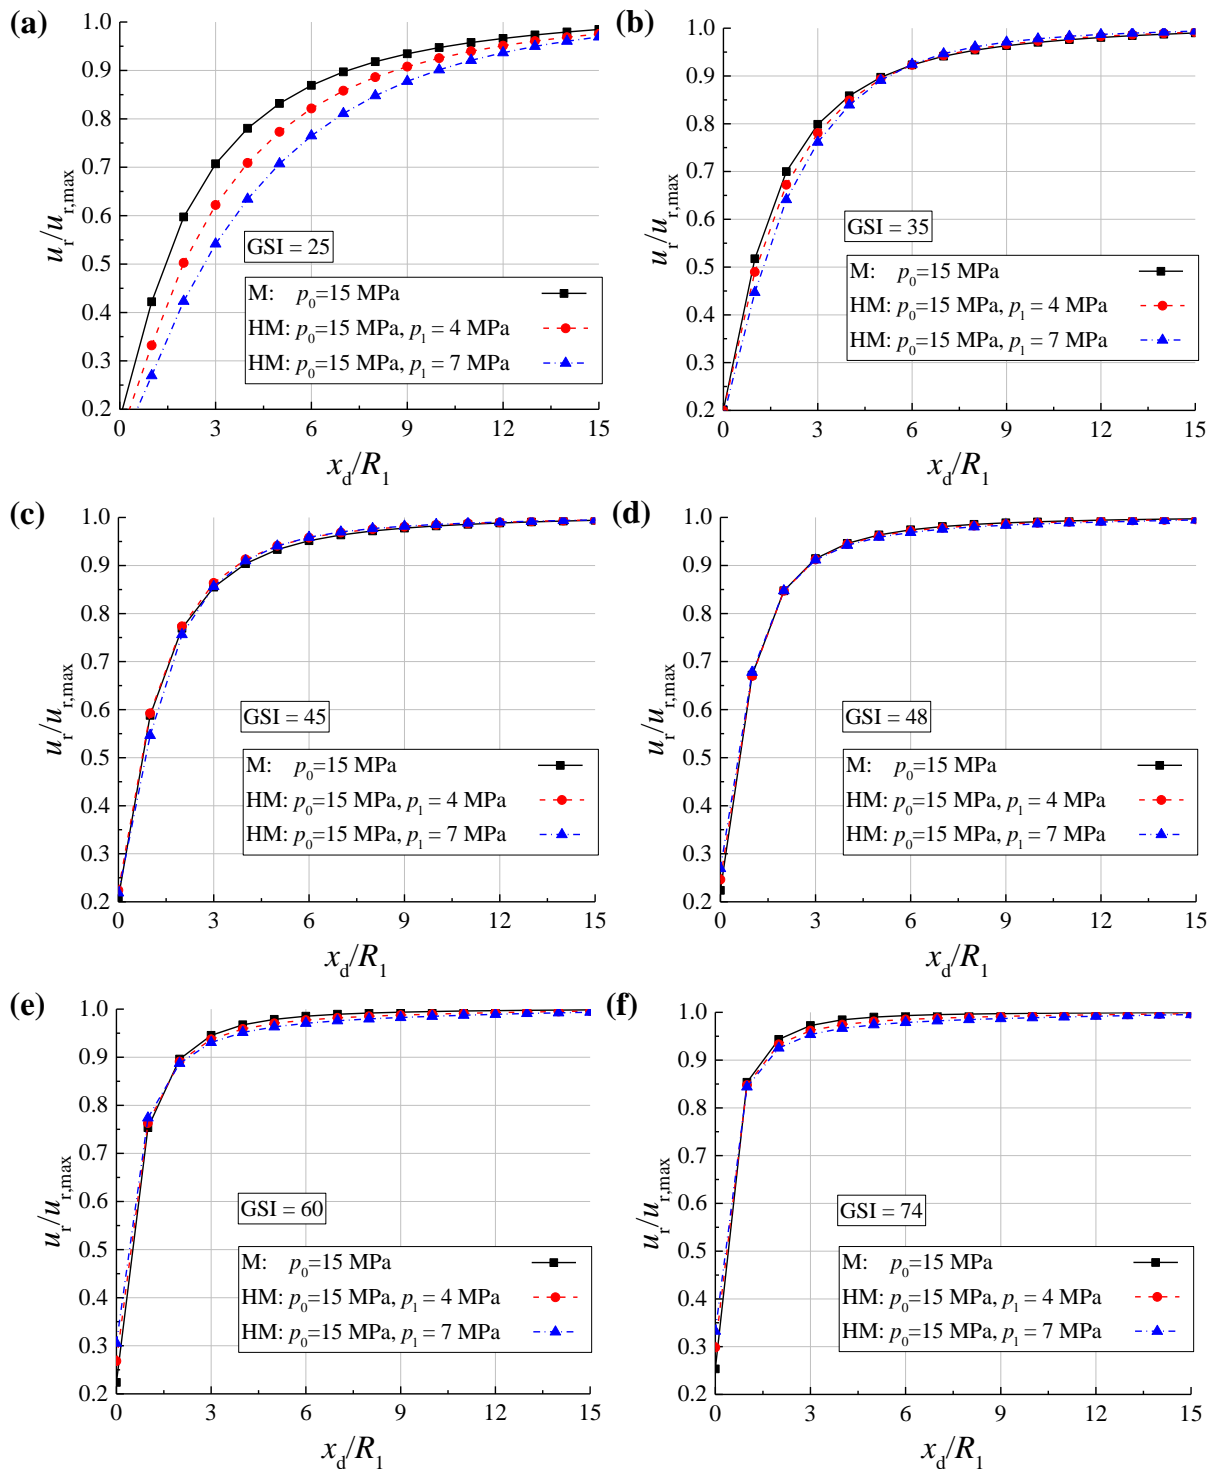 (a)
1.0
0.9
0.8
0.7
0.6
0.5
0.4
0.3
0.2
u_r/u_r,max
GSI = 25
M: p_0=15 MPa
HM: p_0=15 MPa, p_l = 4 MPa
HM: p_0=15 MPa, p_l = 7 MPa
0 3 6 9 12 15
x_d/R_1
(b)
1.0
0.9
0.8
0.7
0.6
0.5
0.4
0.3
0.2
u_r/u_r,max
GSI = 35
M: p_0=15 MPa
HM: p_0=15 MPa, p_l = 4 MPa
HM: p_0=15 MPa, p_l = 7 MPa
0 3 6 9 12 15
x_d/R_1
(c)
1.0
0.9
0.8
0.7
0.6
0.5
0.4
0.3
0.2
u_r/u_r,max
GSI = 45
M: p_0=15 MPa
HM: p_0=15 MPa, p_l = 4 MPa
HM: p_0=15 MPa, p_l = 7 MPa
0 3 6 9 12 15
x_d/R_1
(d)
1.0
0.9
0.8
0.7
0.6
0.5
0.4
0.3
0.2
u_r/u_r,max
GSI = 48
M: p_0=15 MPa
HM: p_0=15 MPa, p_l = 4 MPa
HM: p_0=15 MPa, p_l = 7 MPa
0 3 6 9 12 15
x_d/R_1
(e)
1.0
0.9
0.8
0.7
0.6
0.5
0.4
0.3
0.2
u_r/u_r,max
GSI = 60
M: p_0=15 MPa
HM: p_0=15 MPa, p_l = 4 MPa
HM: p_0=15 MPa, p_l = 7 MPa
0 3 6 9 12 15
x_d/R_1
(f)
1.0
0.9
0.8
0.7
0.6
0.5
0.4
0.3
0.2
u_r/u_r,max
GSI = 74
M: p_0=15 MPa
HM: p_0=15 MPa, p_l = 4 MPa
HM: p_0=15 MPa, p_l = 7 MPa
0 3 6 9 12 15
x_d/R_1